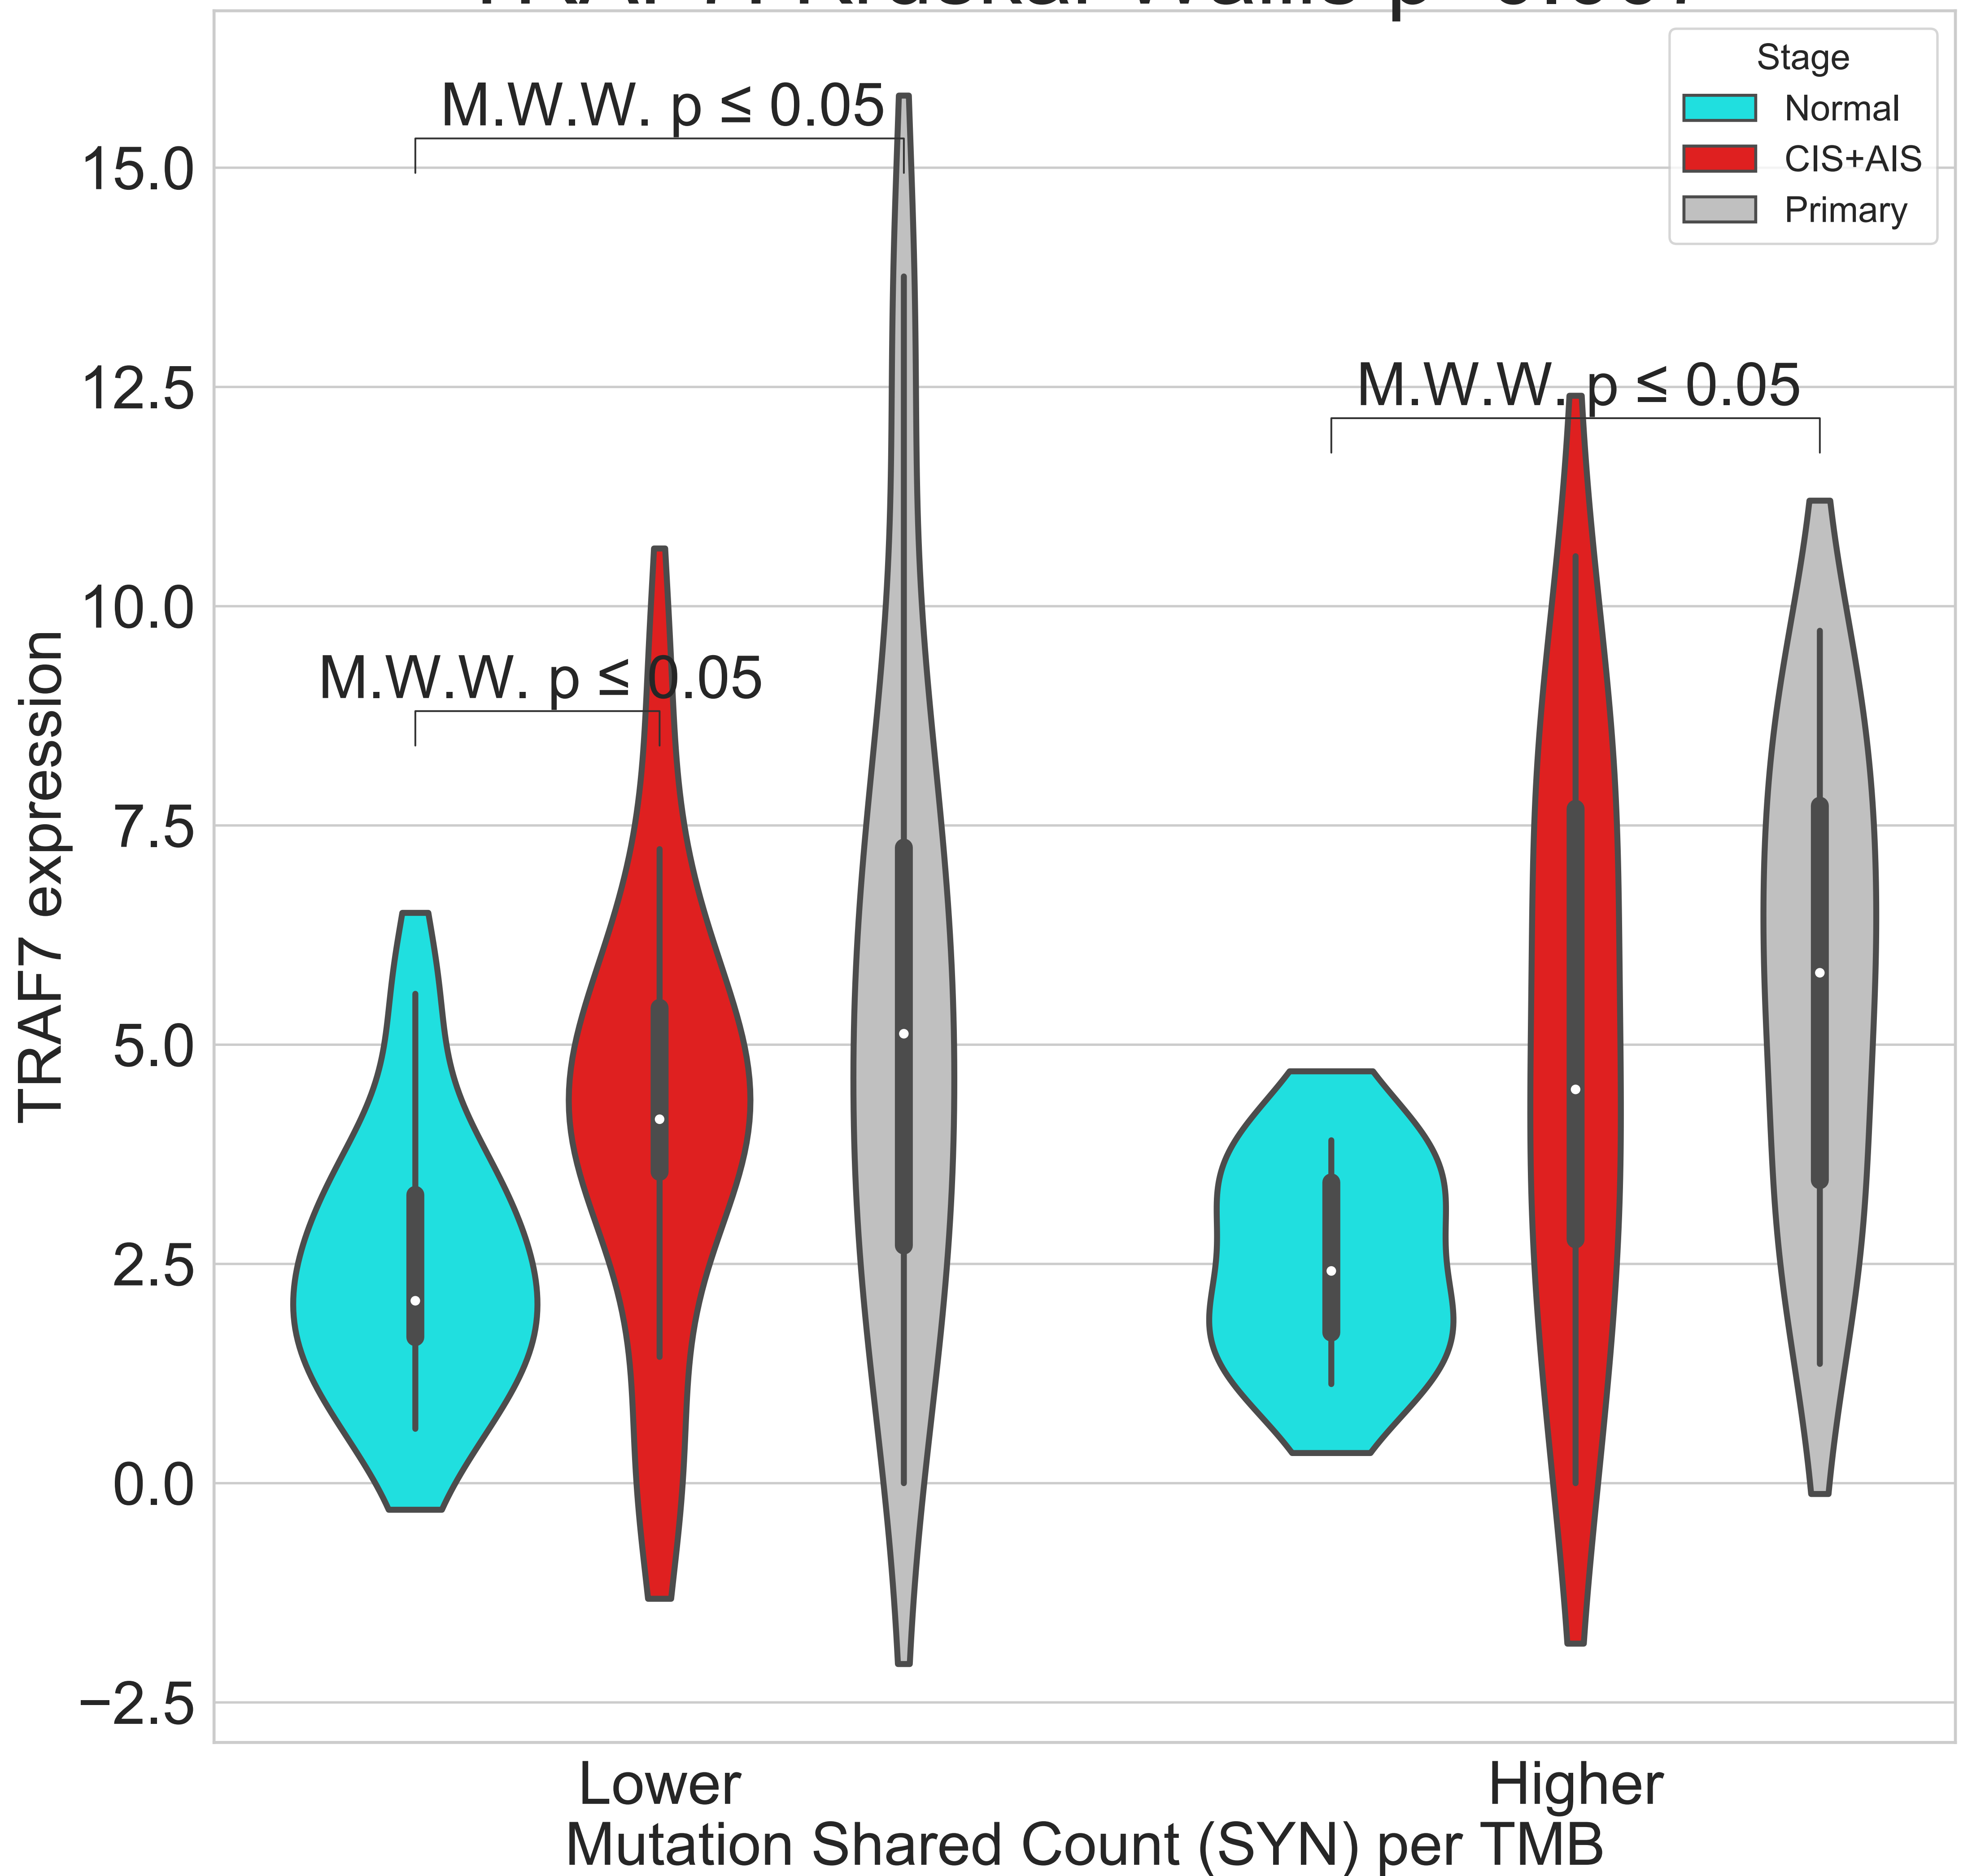 Stage
Normal
CIS+AIS
Primary
M.W.W. p ≤ 0.05
M.W.W. p ≤ 0.05
M.W.W. p ≤ 0.05
15.0
12.5
10.0
7.5
5.0
2.5
0.0
−2.5
TRAF7 expression
Lower
Higher
Mutation Shared Count (SYN) per TMB